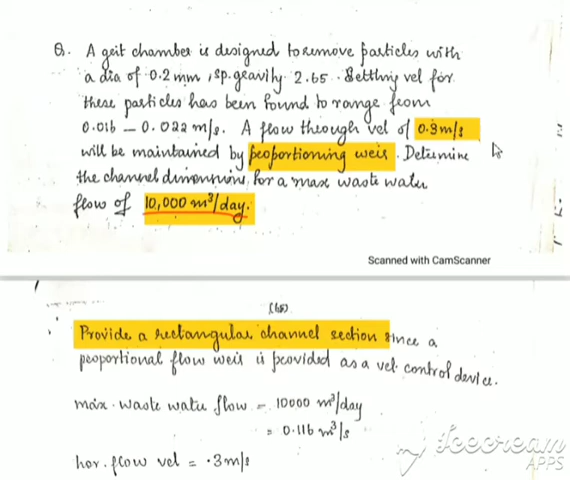 Q. A grit chamber is designed to remove particles with
a dia of 0.2 mm, sp.gravity 2.65. Settling vel for
these particles has been found to range from
0.016 – 0.022 m/s. A flow through vel of 0.3m/s
will be maintained by proportioning weir. Determine
the channel dimensions, for a max waste water
flow of 10,000 m³/day.
Scanned with CamScanner
(65)
Provide a rectangular channel section since a
proportional flow weir is provided as a vel. control device.
max. waste water flow = 10000 m³/day
= 0.116 m³/s
hor. flow vel = .3m/s
Icecream
APPS